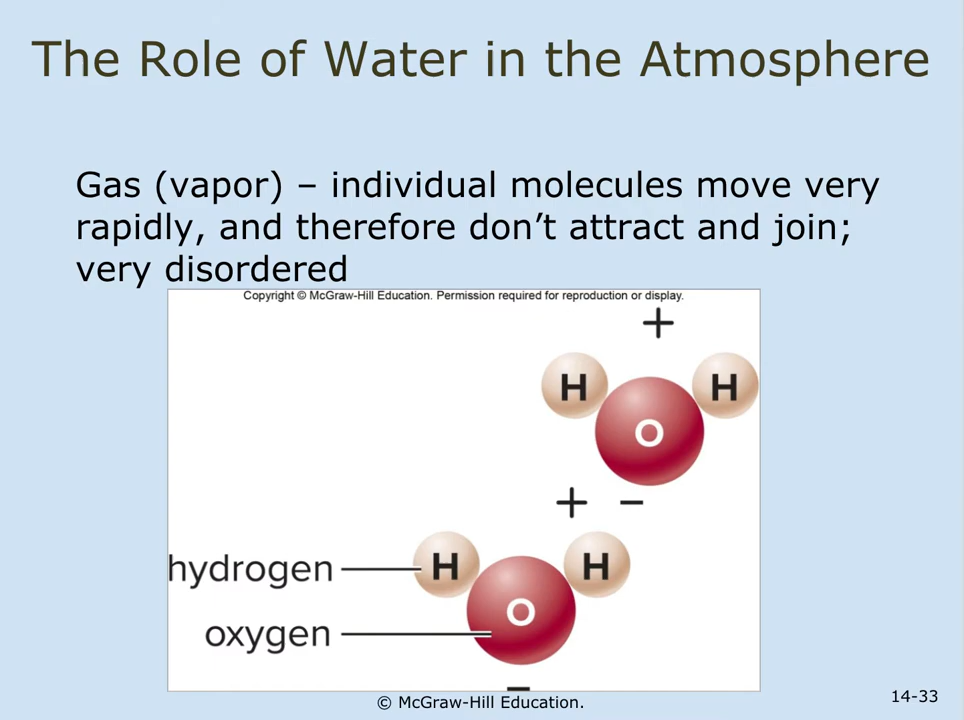 The Role of Water in the Atmosphere
Gas (vapor) – individual molecules move very
rapidly, and therefore don’t attract and join;
very disordered
Copyright © McGraw-Hill Education. Permission required for reproduction or display.
+
H H
O
+ –
hydrogen H H
O
oxygen
–
© McGraw-Hill Education.
14-33